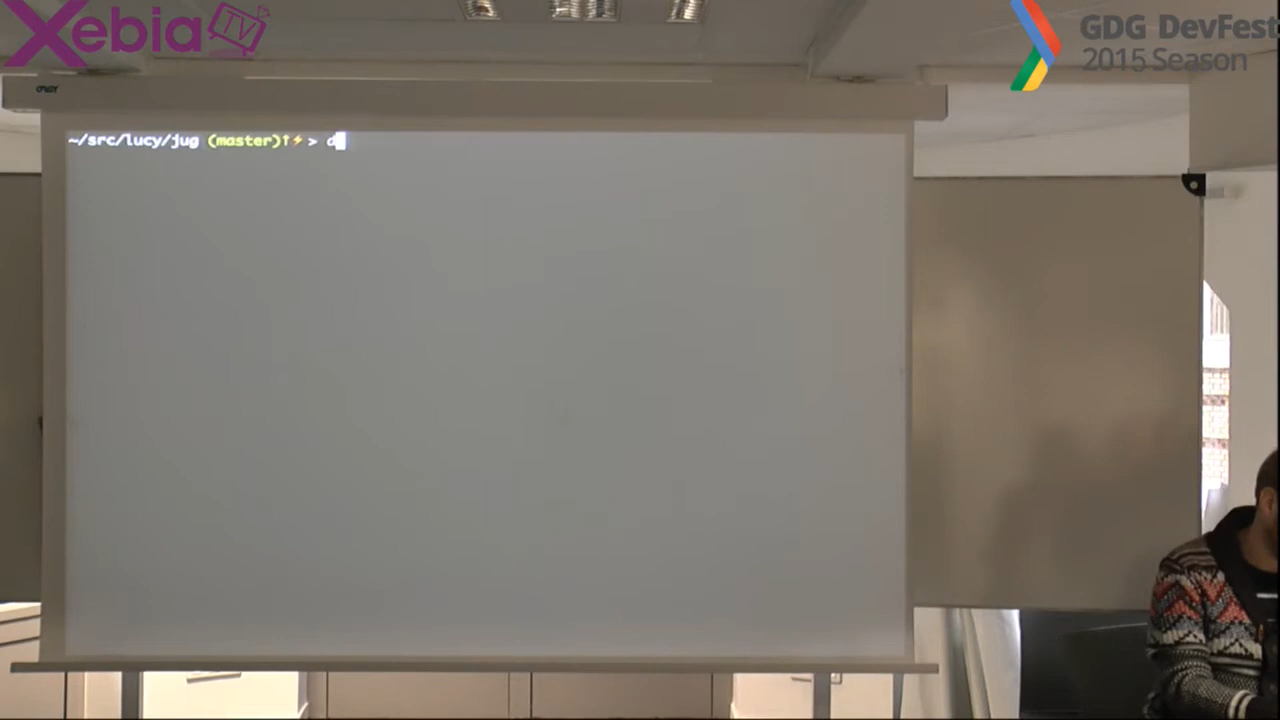 Xebia TV
GDG DevFest
2015 Season
~/src/lucy/jug (master)↑⚡ > d